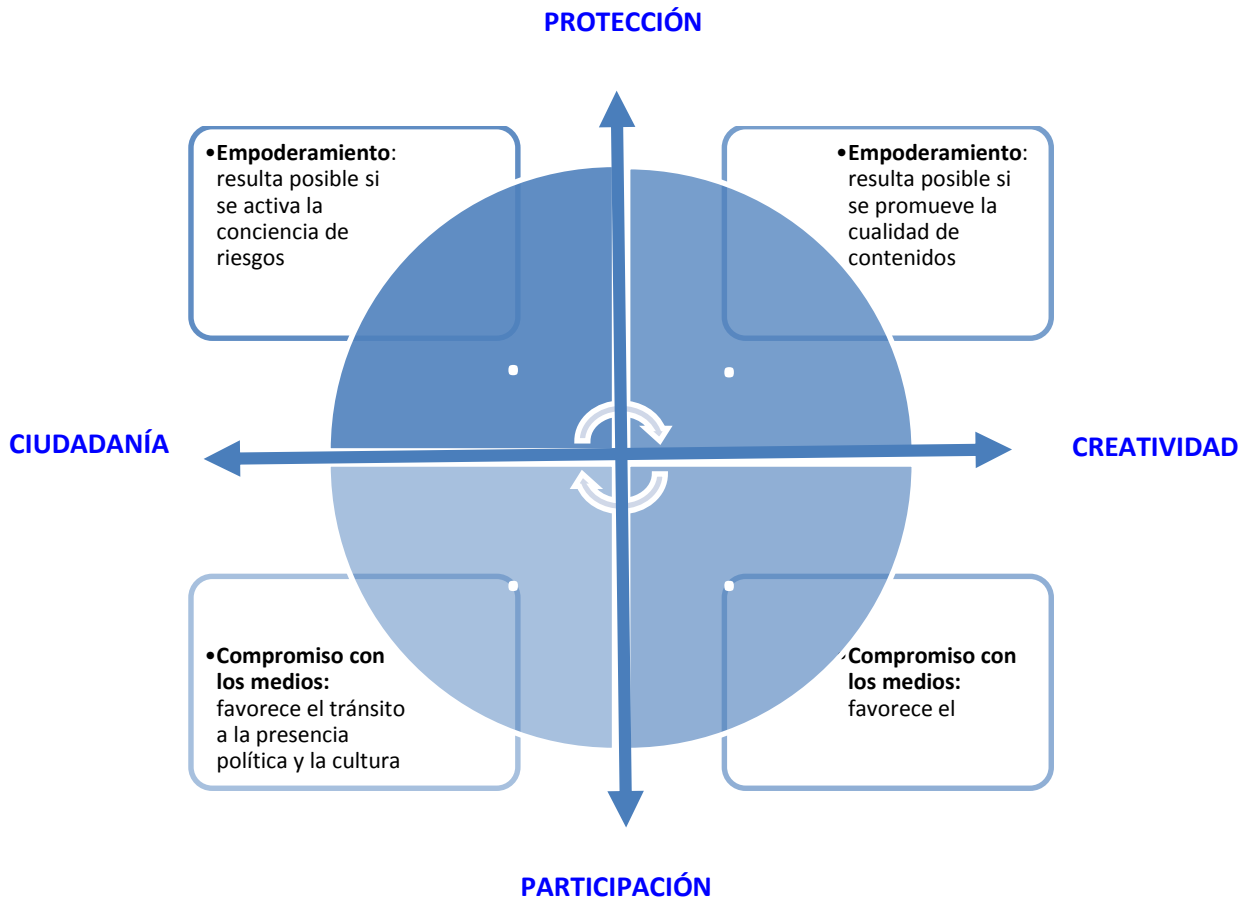 PROTECCIÓN
•Empoderamiento:
resulta posible si
se activa la
conciencia de
riesgos
•Empoderamiento:
resulta posible si
se promueve la
cualidad de
contenidos
CIUDADANÍA
CREATIVIDAD
•Compromiso con
los medios:
favorece el tránsito
a la presencia
política y la cultura
•Compromiso con
los medios:
favorece el
PARTICIPACIÓN